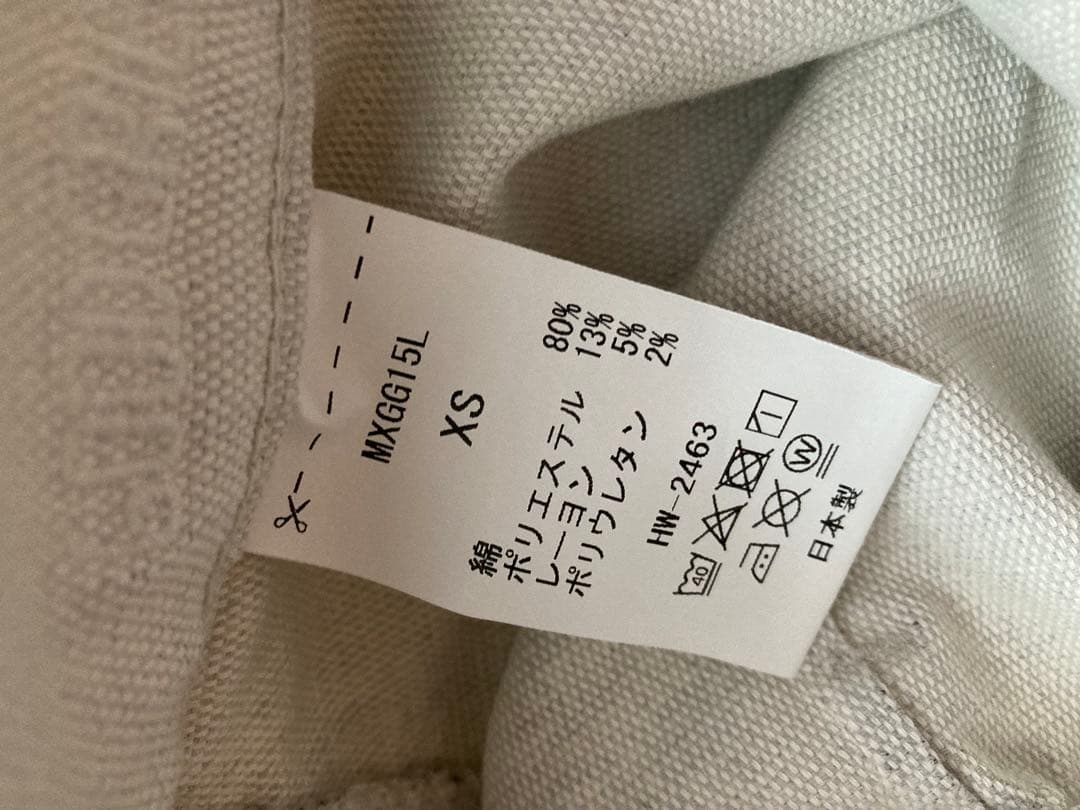 MXGG15L
XS
綿 80%
ポリエステル 13%
レーヨン 5%
ポリウレタン 2%
HW-2463
40
W
日本製